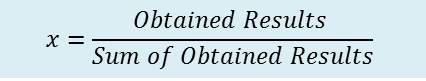 x = Obtained Results / Sum of Obtained Results